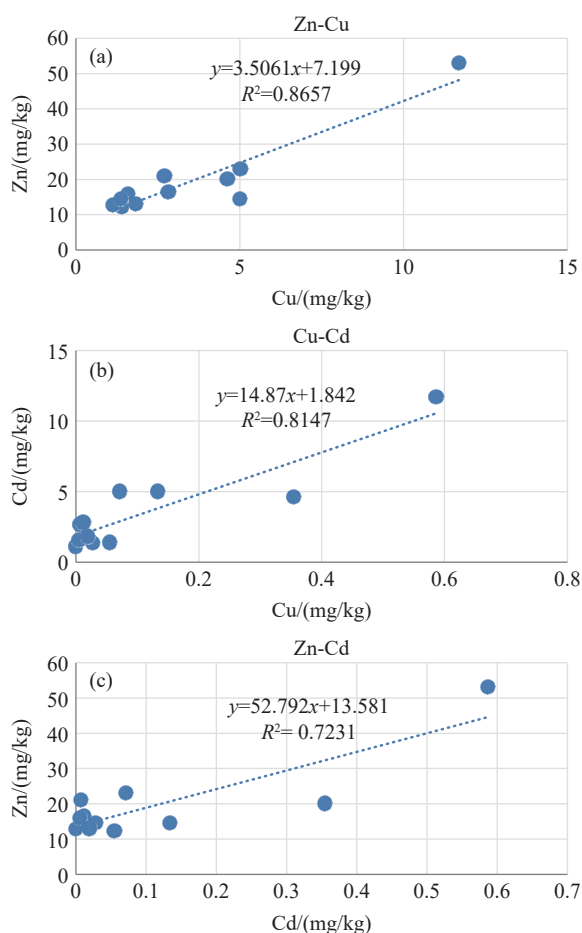 Zn-Cu
(a)
y=3.5061x+7.199
R²=0.8657
Zn/(mg/kg)
60
50
40
30
20
10
0
0 5 10 15
Cu/(mg/kg)
Cu-Cd
(b)
y=14.87x+1.842
R²=0.8147
Cd/(mg/kg)
15
10
5
0
0 0.2 0.4 0.6 0.8
Cu/(mg/kg)
Zn-Cd
(c)
y=52.792x+13.581
R²= 0.7231
Zn/(mg/kg)
60
50
40
30
20
10
0
0 0.1 0.2 0.3 0.4 0.5 0.6 0.7
Cd/(mg/kg)